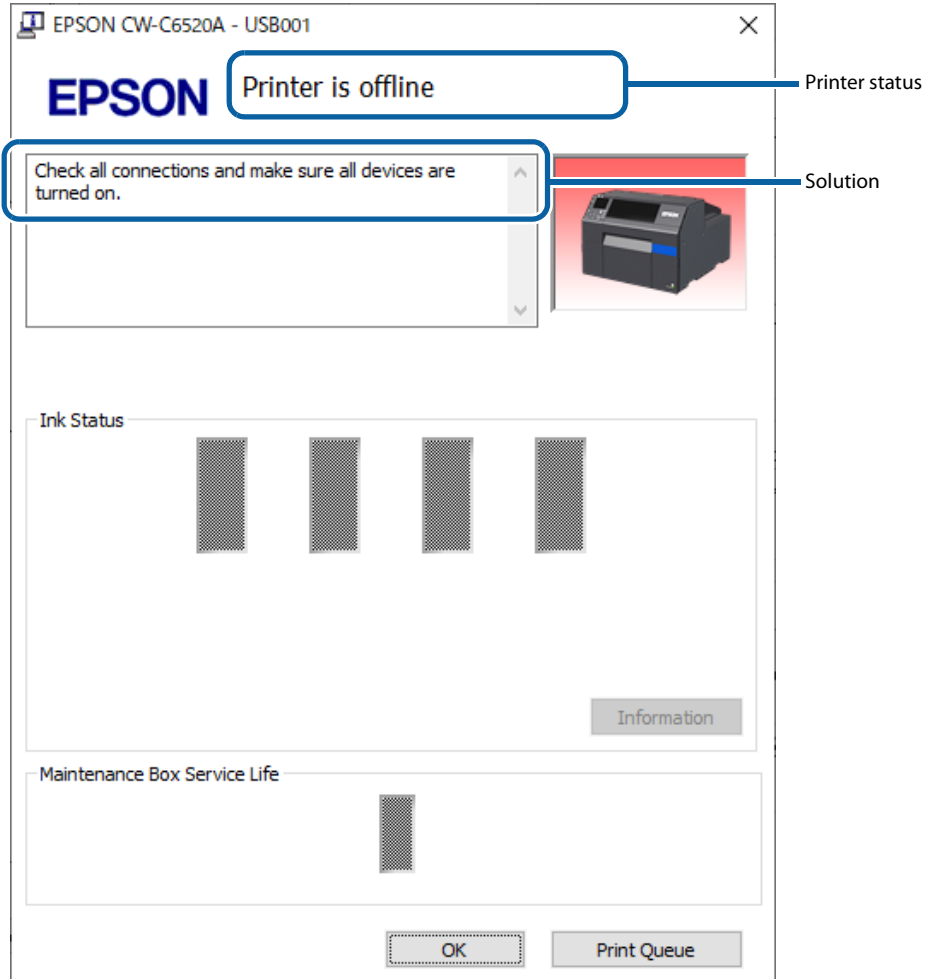 EPSON CW-C6520A - USB001
EPSON
Printer is offline
Printer status
Check all connections and make sure all devices are
turned on.
Solution
Ink Status
Information
Maintenance Box Service Life
OK
Print Queue